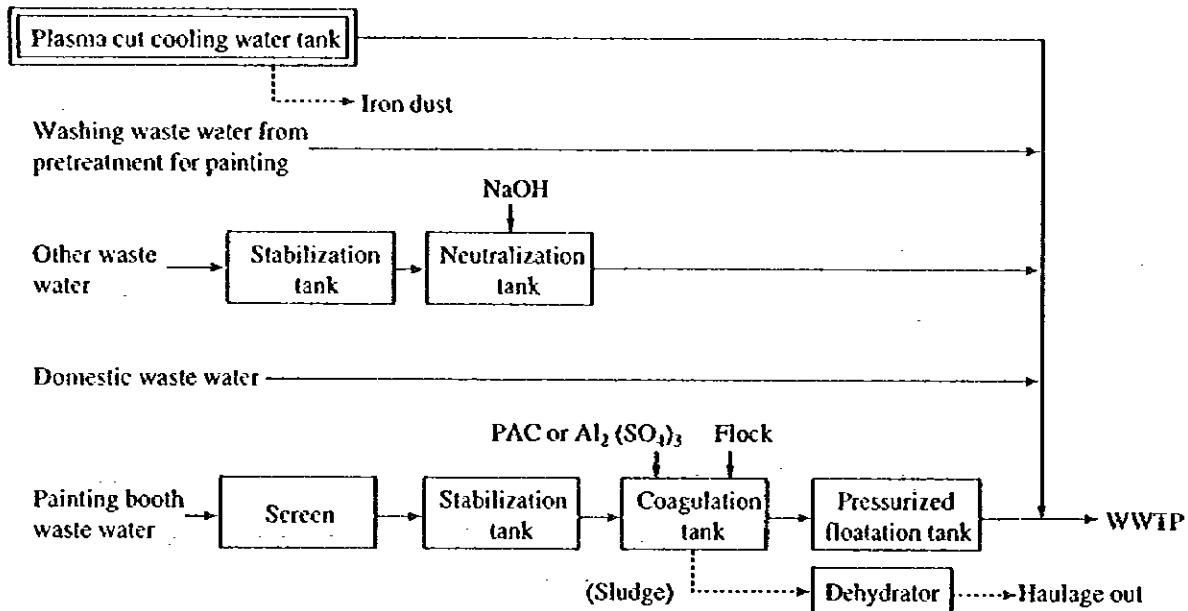 Plasma cut cooling water tank
Iron dust
Washing waste water from
pretreatment for painting
NaOH
Other waste
water
Stabilization
tank
Neutralization
tank
Domestic waste water
PAC or Al₂ (SO₄)₃
Flock
Painting booth
waste water
Screen
Stabilization
tank
Coagulation
tank
Pressurized
floatation tank
WWTP
(Sludge)
Dehydrator
Haulage out